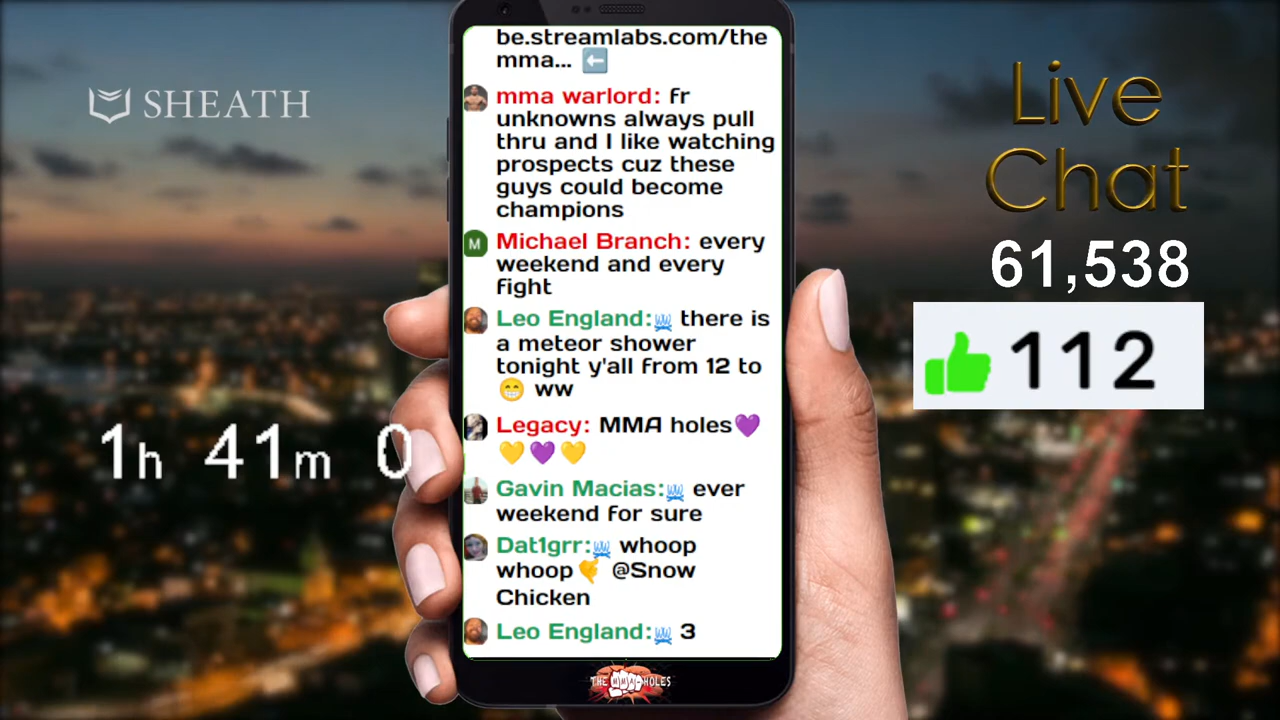 be.streamlabs.com/the
mma... ⬅️
mma warlord: fr
unknowns always pull
thru and I like watching
prospects cuz these
guys could become
champions
M
Michael Branch: every
weekend and every
fight
Leo England: there is
a meteor shower
tonight y'all from 12 to
😁 ww
Legacy: MMA holes💜
💛💜💛
Gavin Macias: ever
weekend for sure
Dat1grr: whoop
whoop @Snow
Chicken
Leo England: 3
THE MMA-HOLES
SHEATH
1h 41m 0
Live
Chat
61,538
112